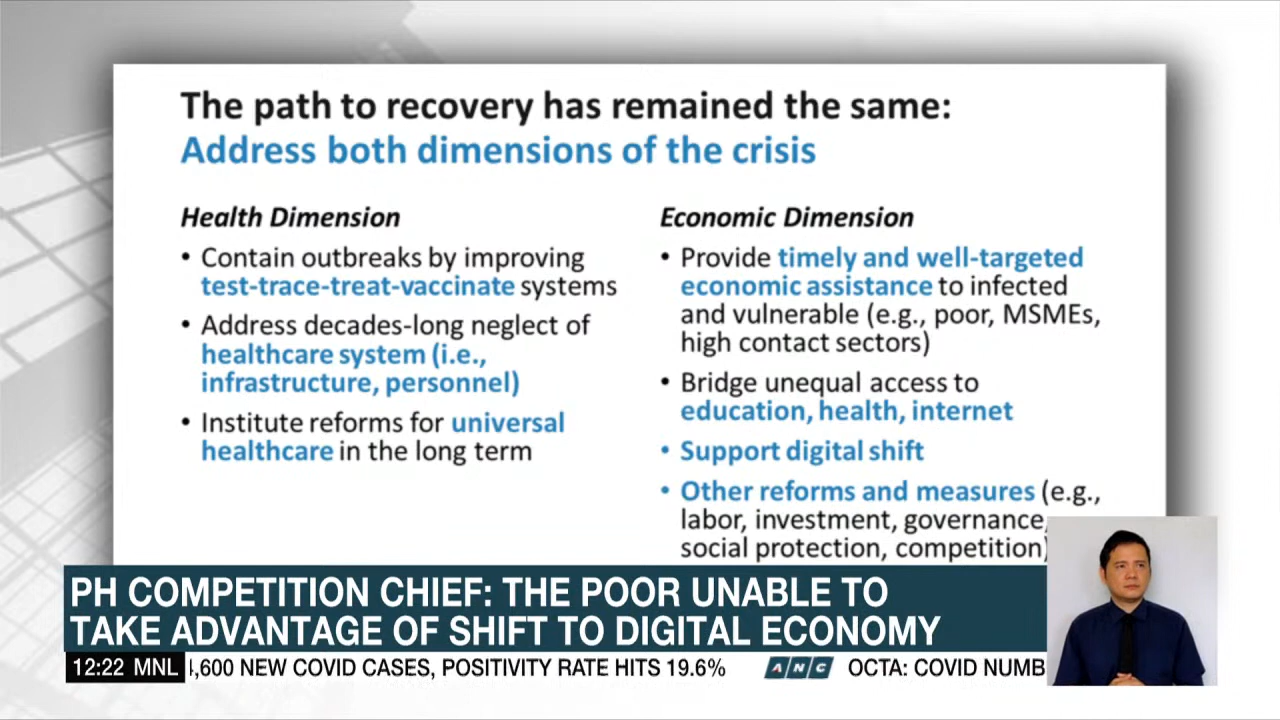 The path to recovery has remained the same:
Address both dimensions of the crisis
Health Dimension
• Contain outbreaks by improving
test-trace-treat-vaccinate systems
• Address decades-long neglect of
healthcare system (i.e.,
infrastructure, personnel)
• Institute reforms for universal
healthcare in the long term
Economic Dimension
• Provide timely and well-targeted
economic assistance to infected
and vulnerable (e.g., poor, MSMEs,
high contact sectors)
• Bridge unequal access to
education, health, internet
• Support digital shift
• Other reforms and measures (e.g.,
labor, investment, governance,
social protection, competition)
PH COMPETITION CHIEF: THE POOR UNABLE TO
TAKE ADVANTAGE OF SHIFT TO DIGITAL ECONOMY
12:22 MNL 4,600 NEW COVID CASES, POSITIVITY RATE HITS 19.6% ANC OCTA: COVID NUMB